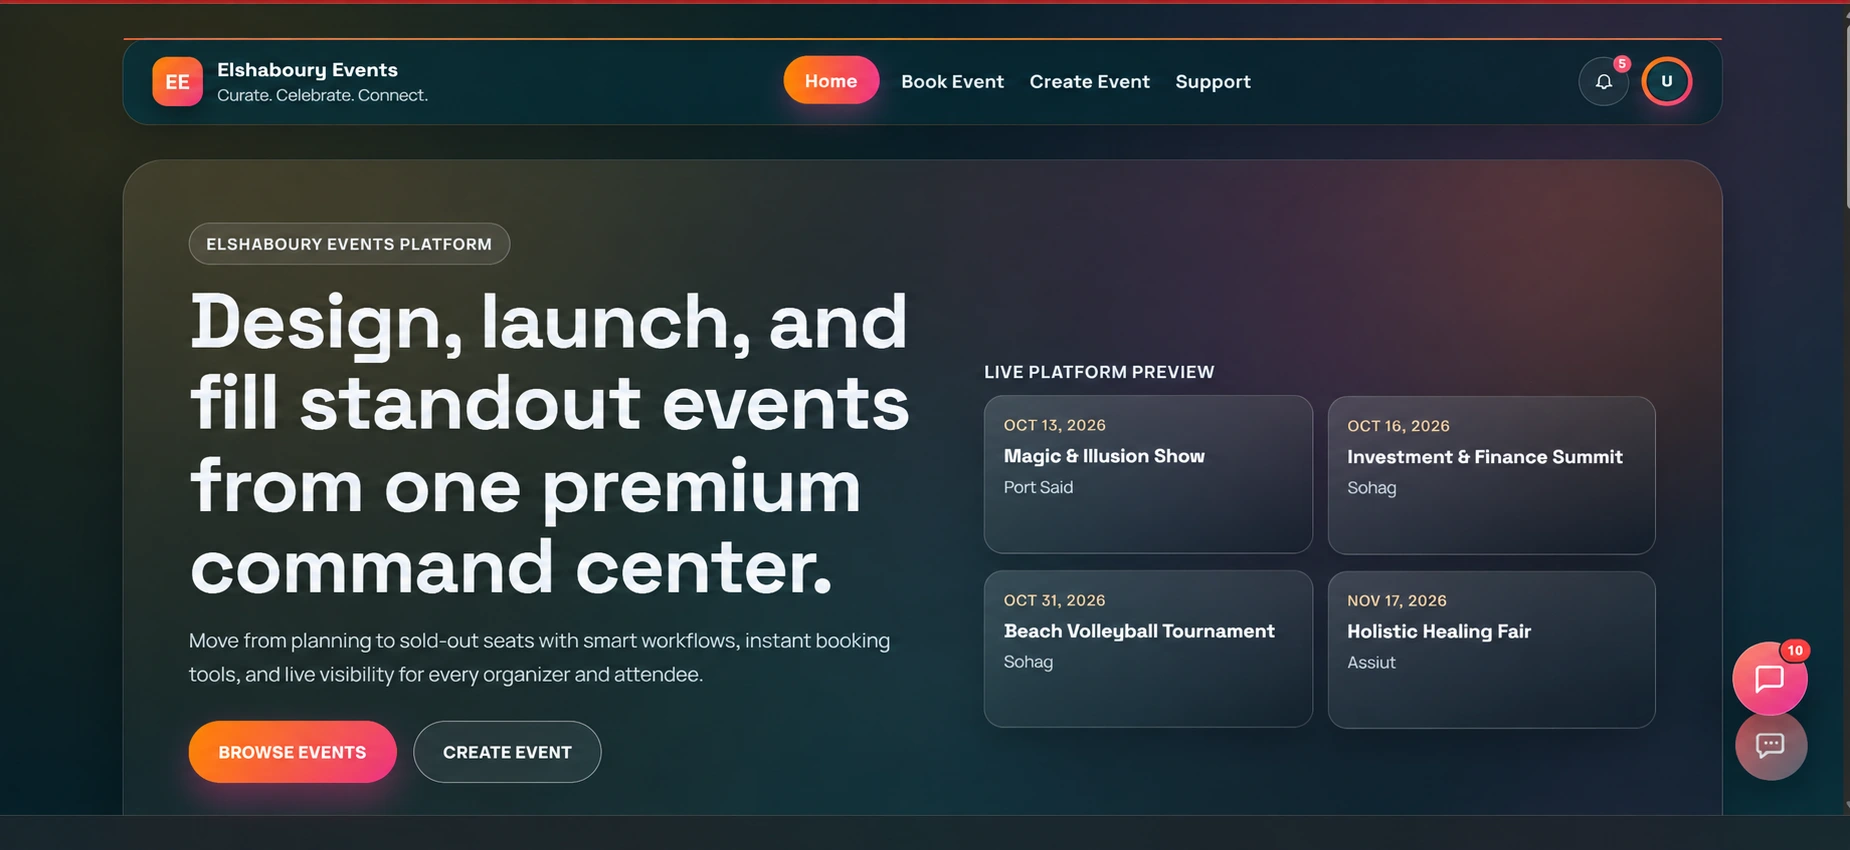 EE
Elshaboury Events
Curate. Celebrate. Connect.
Home
Book Event
Create Event
Support
5
U
ELSHABOURY EVENTS PLATFORM
Design, launch, and
fill standout events
from one premium
command center.
Move from planning to sold-out seats with smart workflows, instant booking
tools, and live visibility for every organizer and attendee.
BROWSE EVENTS
CREATE EVENT
LIVE PLATFORM PREVIEW
OCT 13, 2026
Magic & Illusion Show
Port Said
OCT 16, 2026
Investment & Finance Summit
Sohag
OCT 31, 2026
Beach Volleyball Tournament
Sohag
NOV 17, 2026
Holistic Healing Fair
Assiut
10